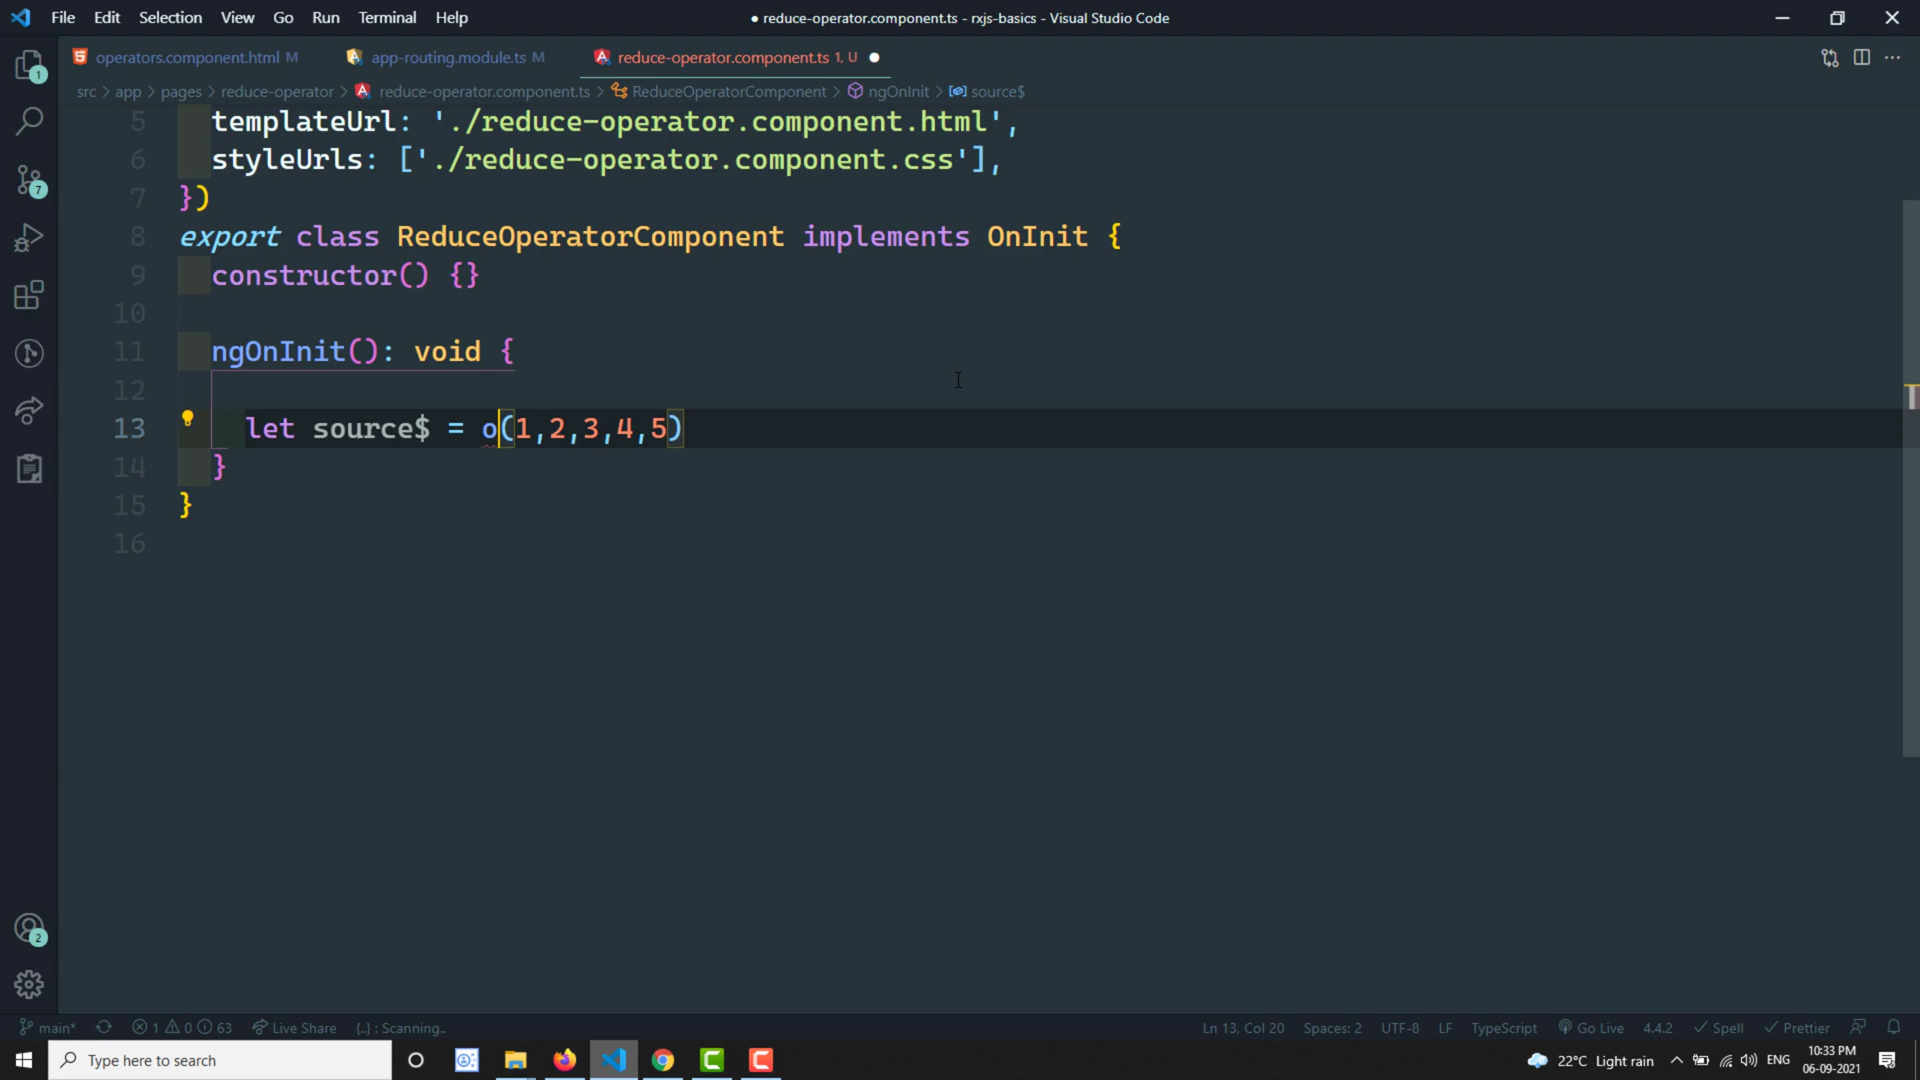 File Edit Selection View Go Run Terminal Help
● reduce-operator.component.ts - rxjs-basics - Visual Studio Code
operators.component.html M app-routing.module.ts M reduce-operator.component.ts 1, U ●
src > app > pages > reduce-operator > reduce-operator.component.ts > ReduceOperatorComponent > ngOnInit > source$
5 templateUrl: './reduce-operator.component.html',
6 styleUrls: ['./reduce-operator.component.css'],
7 })
8 export class ReduceOperatorComponent implements OnInit {
9 constructor() {}
10
11 ngOnInit(): void {
12
13 let source$ = o(1,2,3,4,5)
14 }
15 }
16
1
7
2
main* 1 0 63 Live Share {..} : Scanning.. Ln 13, Col 20 Spaces: 2 UTF-8 LF TypeScript Go Live 4.4.2 Spell Prettier
Type here to search
22°C Light rain ENG
10:33 PM
06-09-2021